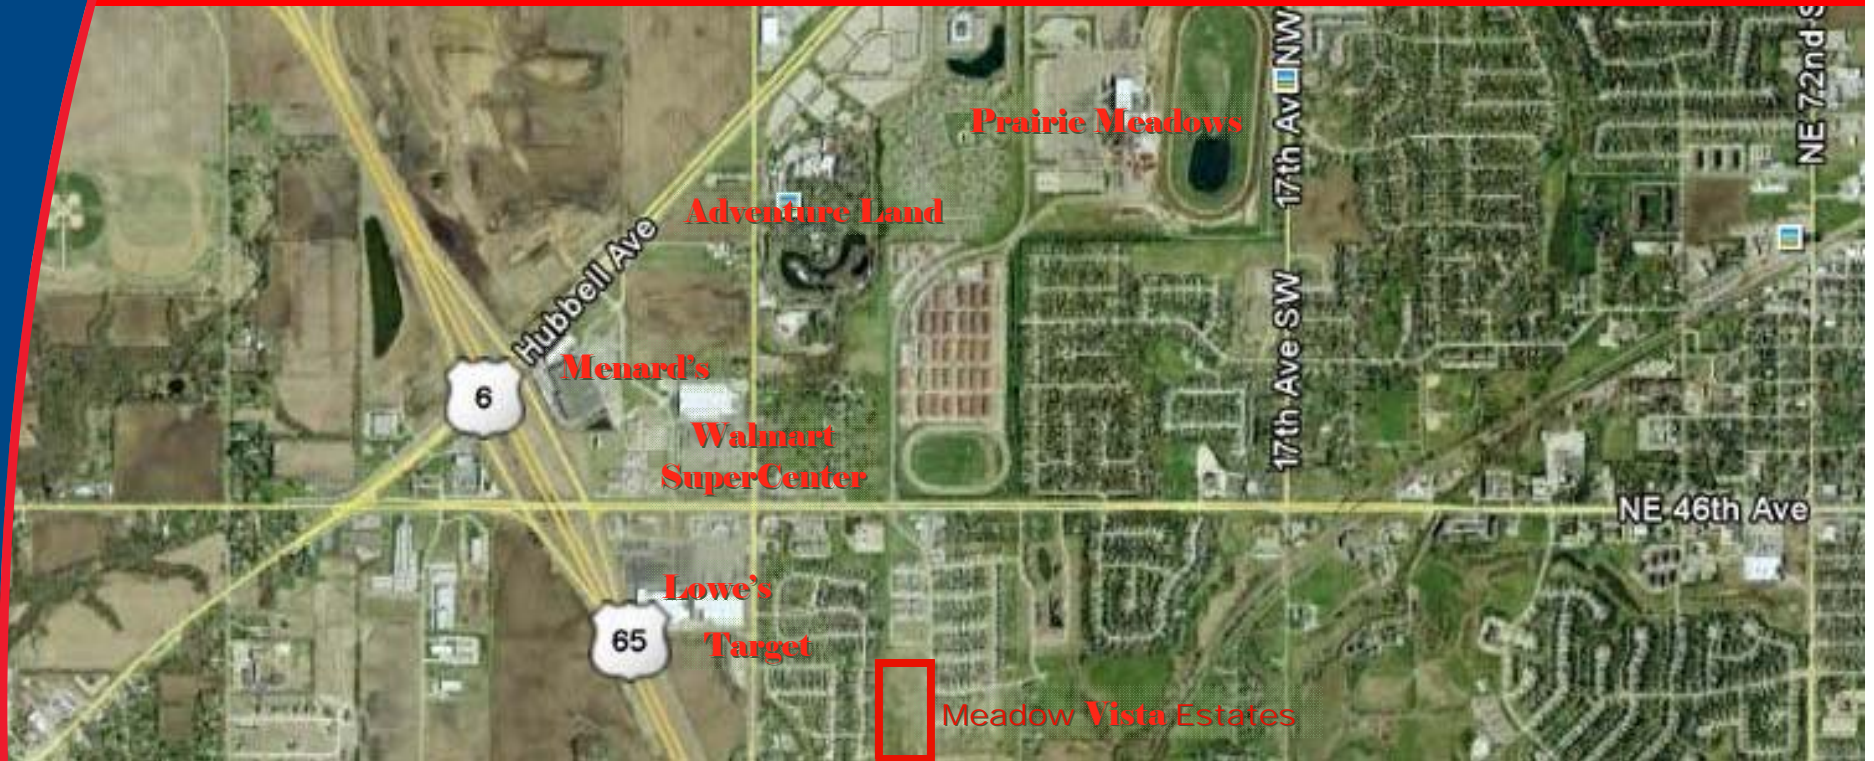 17th Av NW
NE 72nd S
Prairie Meadows
Adventure Land
Hubbell Ave
Menard's
6
17th Ave SW
Walmart
SuperCenter
NE 46th Ave
Lowe's
65
Target
Meadow Vista Estates